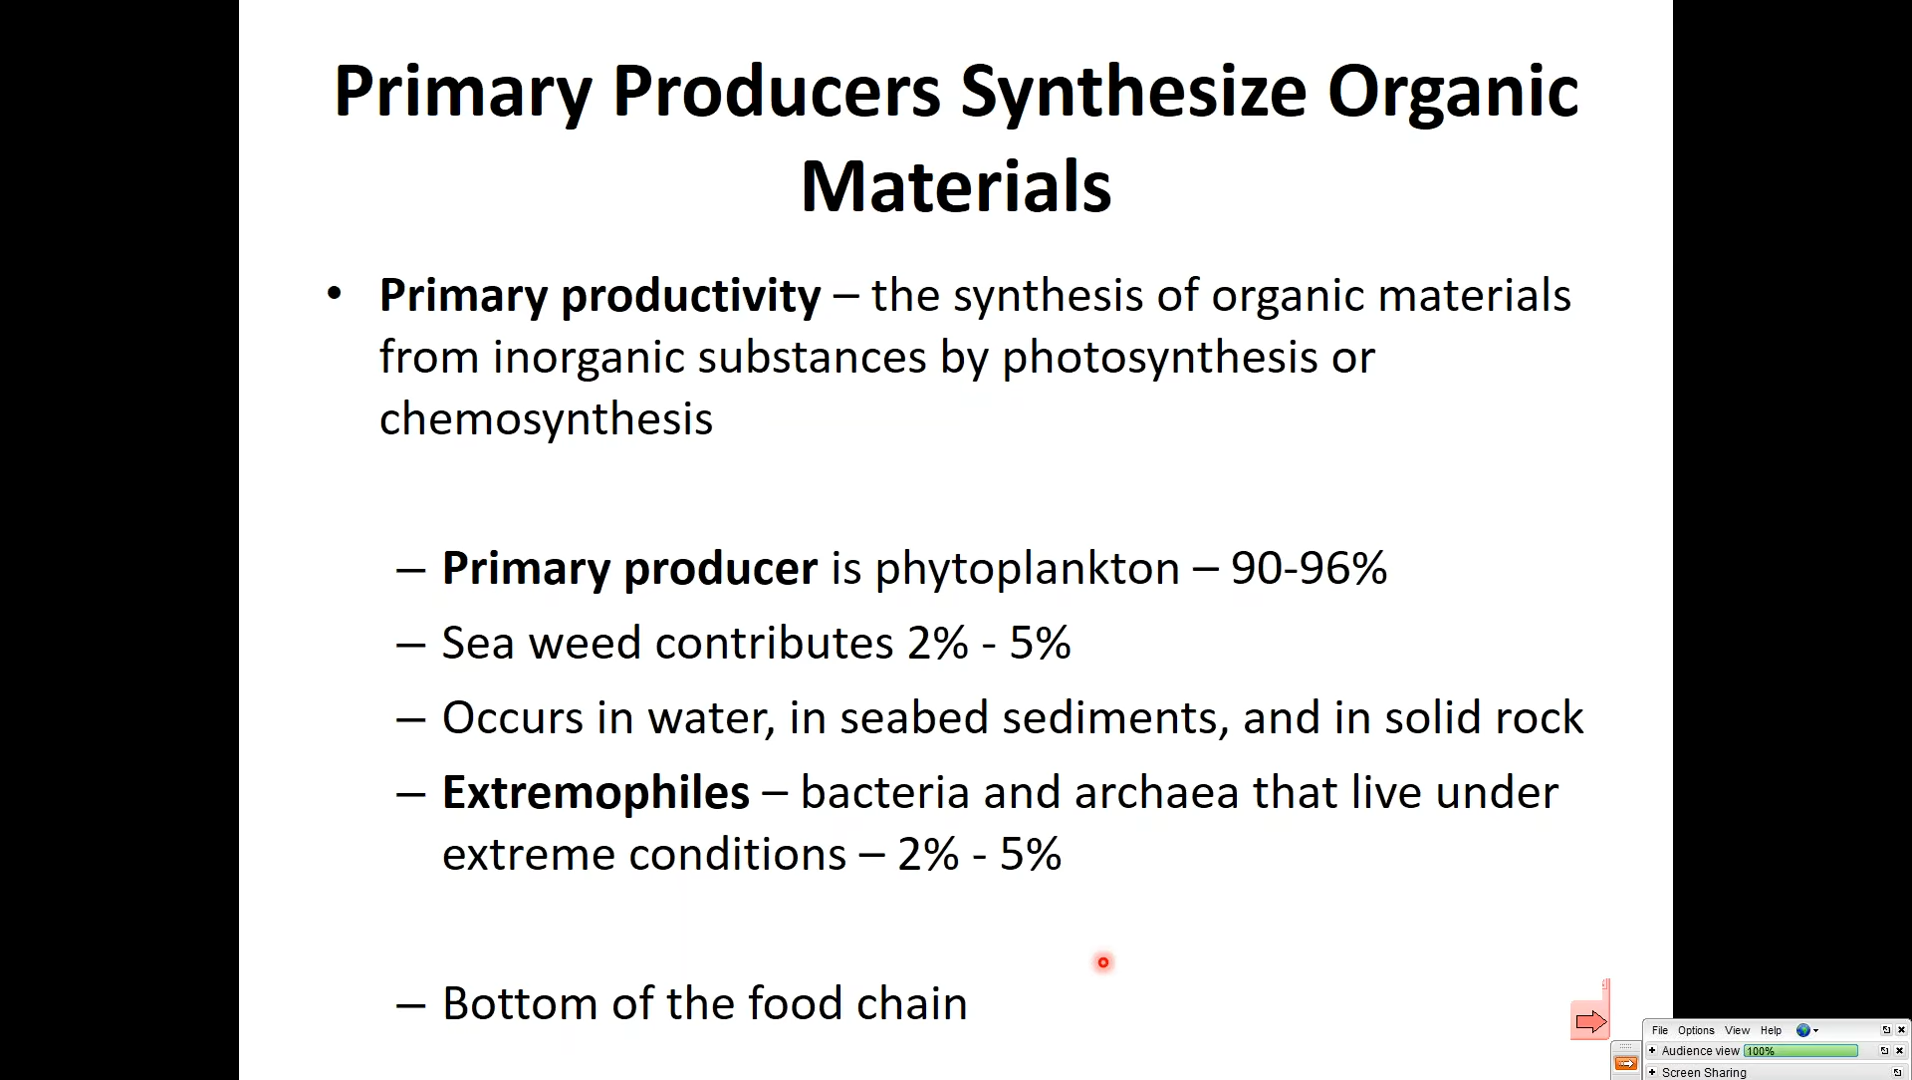 Primary Producers Synthesize Organic
Materials
• Primary productivity – the synthesis of organic materials
from inorganic substances by photosynthesis or
chemosynthesis
– Primary producer is phytoplankton – 90-96%
– Sea weed contributes 2% - 5%
– Occurs in water, in seabed sediments, and in solid rock
– Extremophiles – bacteria and archaea that live under
extreme conditions – 2% - 5%
– Bottom of the food chain
File Options View Help
Audience view 100%
Screen Sharing